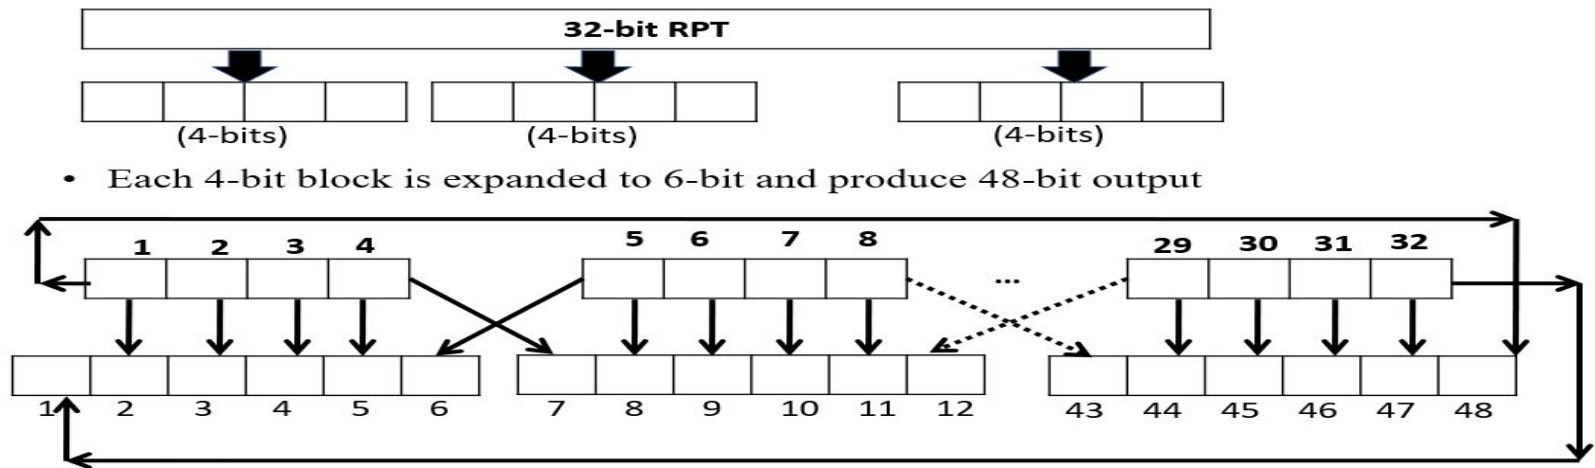 32-bit RPT
(4-bits) (4-bits) (4-bits)
• Each 4-bit block is expanded to 6-bit and produce 48-bit output
1 2 3 4 5 6 7 8 ... 29 30 31 32
1 2 3 4 5 6 7 8 9 10 11 12 43 44 45 46 47 48